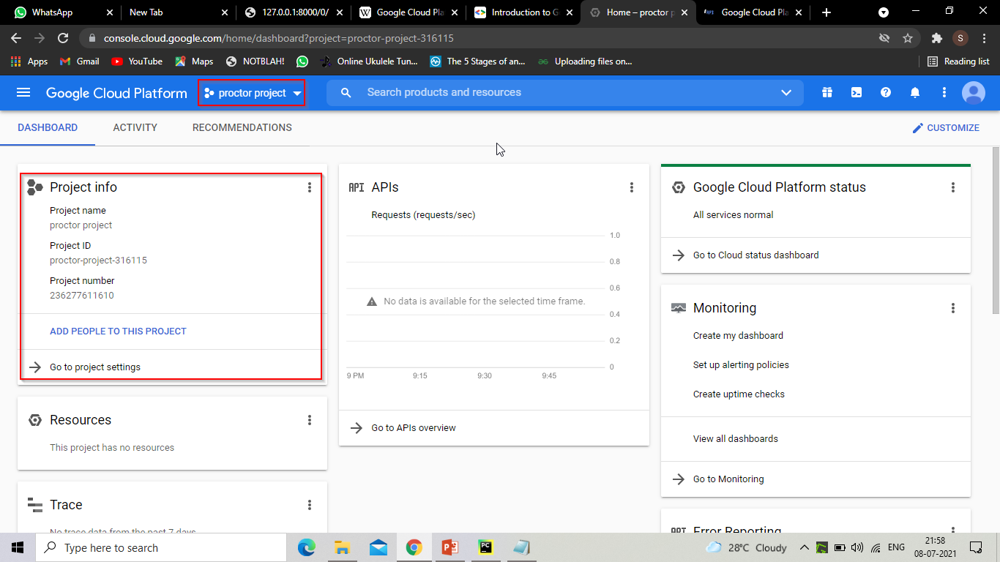 WhatsApp
New Tab
127.0.0.1:8000/0/
Google Cloud Pla
Introduction to G
Home – proctor p
Google Cloud Pla
console.cloud.google.com/home/dashboard?project=proctor-project-316115
S
Apps
Gmail
YouTube
Maps
NOTBLAH!
Online Ukulele Tun...
The 5 Stages of an...
Uploading files on...
Reading list
Google Cloud Platform
proctor project
Search products and resources
DASHBOARD
ACTIVITY
RECOMMENDATIONS
CUSTOMIZE
Project info
Project name
proctor project
Project ID
proctor-project-316115
Project number
236277611610
ADD PEOPLE TO THIS PROJECT
Go to project settings
Resources
This project has no resources
Trace
No trace data from the past 7 days
API APIs
Requests (requests/sec)
1.0
0.8
0.6
No data is available for the selected time frame.
0.4
0.2
0
9 PM
9:15
9:30
9:45
Go to APIs overview
Google Cloud Platform status
All services normal
Go to Cloud status dashboard
Monitoring
Create my dashboard
Set up alerting policies
Create uptime checks
View all dashboards
Go to Monitoring
Error Reporting
Type here to search
PC
28°C Cloudy
ENG
21:58
08-07-2021